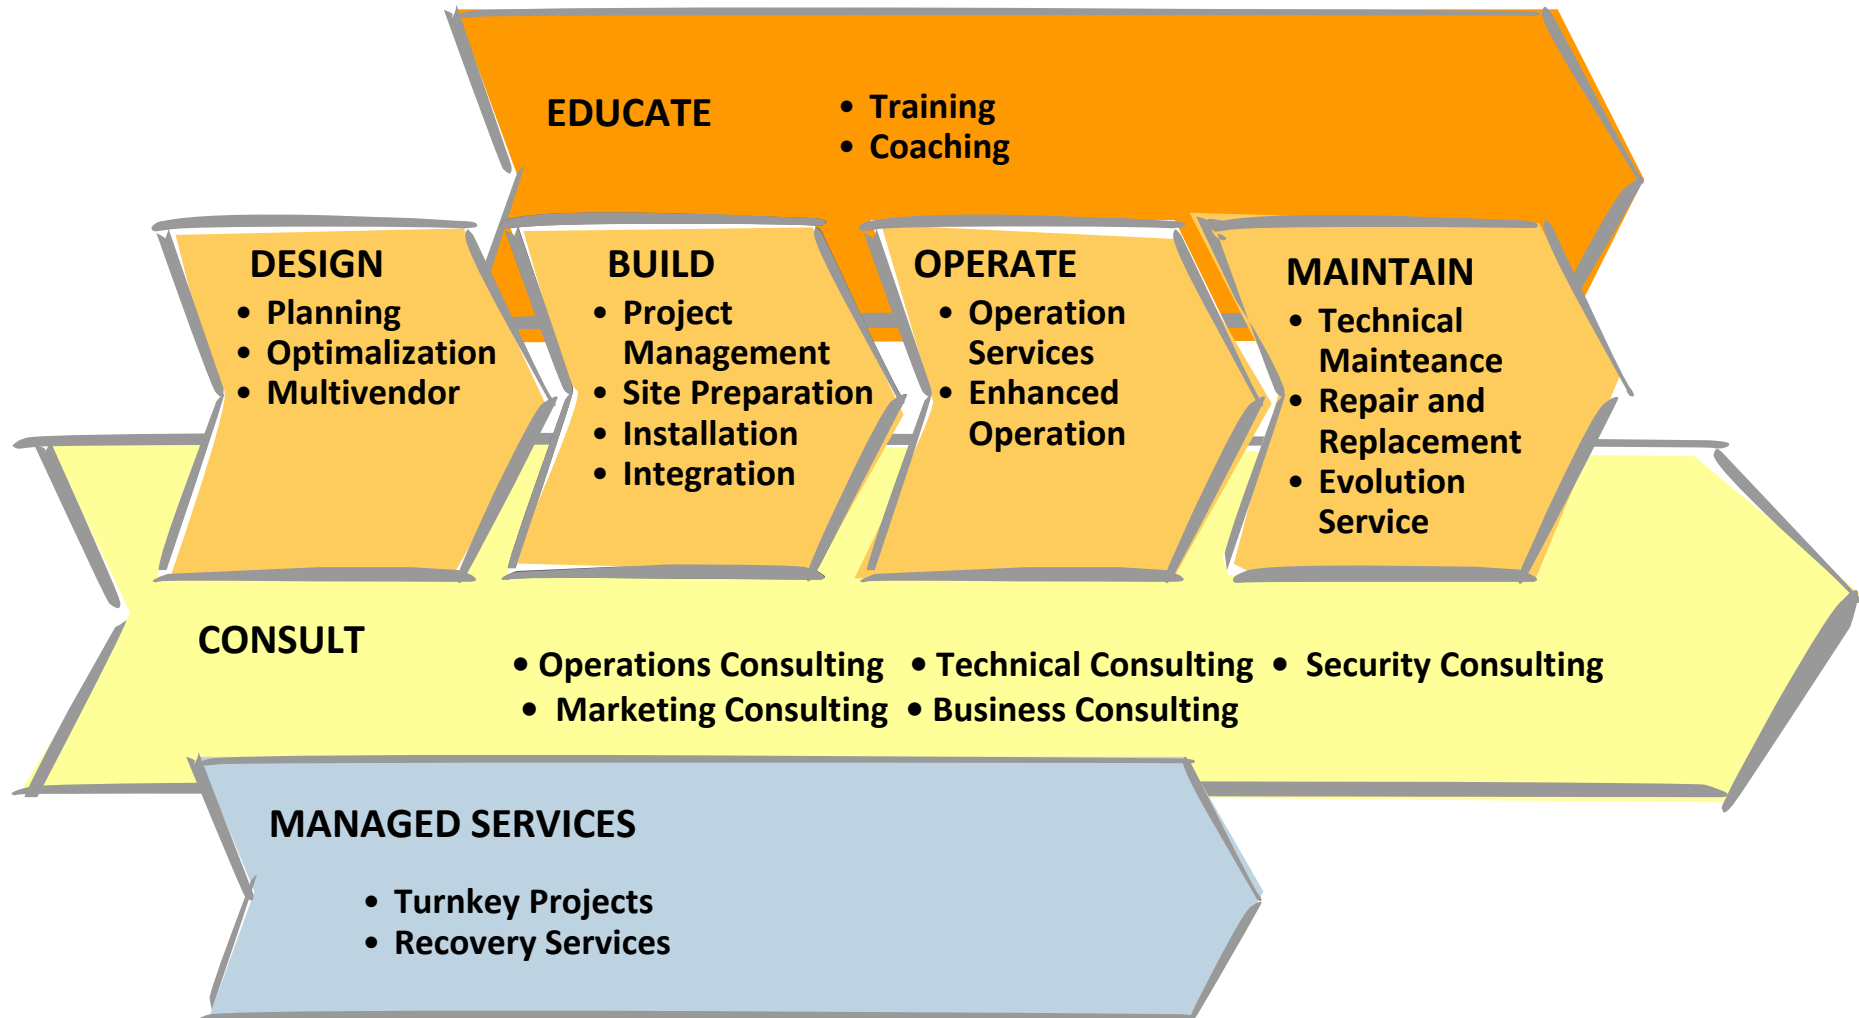 EDUCATE
• Training
• Coaching
DESIGN
• Planning
• Optimalization
• Multivendor
BUILD
• Project
Management
• Site Preparation
• Installation
• Integration
OPERATE
• Operation
Services
• Enhanced
Operation
MAINTAIN
• Technical
Mainteance
• Repair and
Replacement
• Evolution
Service
CONSULT
• Operations Consulting • Technical Consulting • Security Consulting
• Marketing Consulting • Business Consulting
MANAGED SERVICES
• Turnkey Projects
• Recovery Services